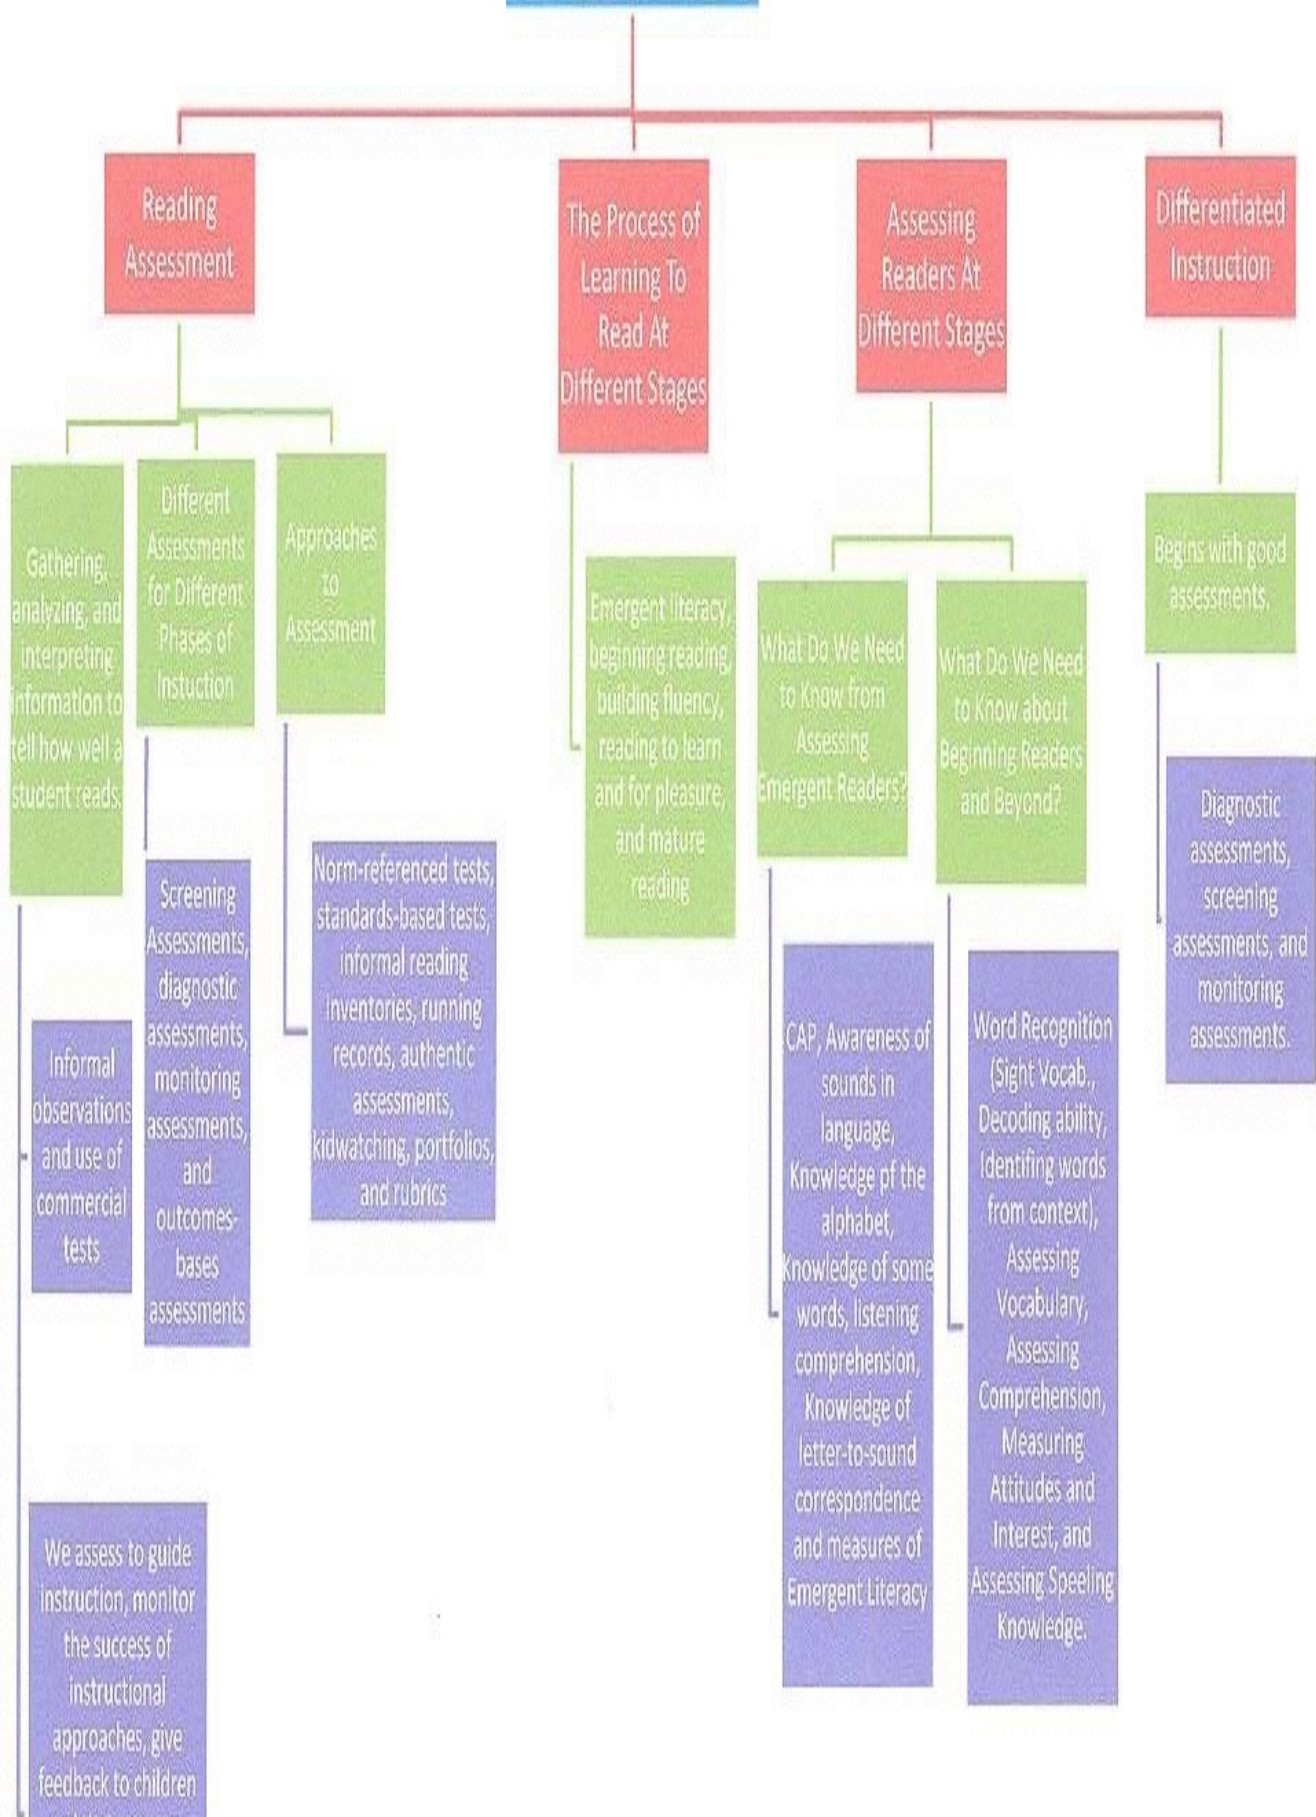 Reading
Assessment
The Process of
Learning To
Read At
Different Stages
Assessing
Readers At
Different Stages
Differentiated
Instruction
Gathering,
analyzing, and
interpreting
information to
tell how well a
student reads.
Different
Assessments
for Different
Phases of
Instuction
Approaches
to
Assessment
Emergent literacy,
beginning reading,
building fluency,
reading to learn
and for pleasure,
and mature
reading
What Do We Need
to Know from
Assessing
Emergent Readers?
What Do We Need
to Know about
Beginning Readers
and Beyond?
Begins with good
assessments.
Informal
observations
and use of
commercial
tests
Screening
Assessments,
diagnostic
assessments,
monitoring
assessments,
and
outcomes-
bases
assessments
Norm-referenced tests,
standards-based tests,
informal reading
inventories, running
records, authentic
assessments,
kidwatching, portfolios,
and rubrics
CAP, Awareness of
sounds in
language,
Knowledge pf the
alphabet,
Knowledge of some
words, listening
comprehension,
Knowledge of
letter-to-sound
correspondence
and measures of
Emergent Literacy
Word Recognition
(Sight Vocab.,
Decoding ability,
Identifing words
from context),
Assessing
Vocabulary,
Assessing
Comprehension,
Measuring
Attitudes and
Interest, and
Assessing Speeling
Knowledge.
Diagnostic
assessments,
screening
assessments, and
monitoring
assessments.
We assess to guide
instruction, monitor
the success of
instructional
approaches, give
feedback to children